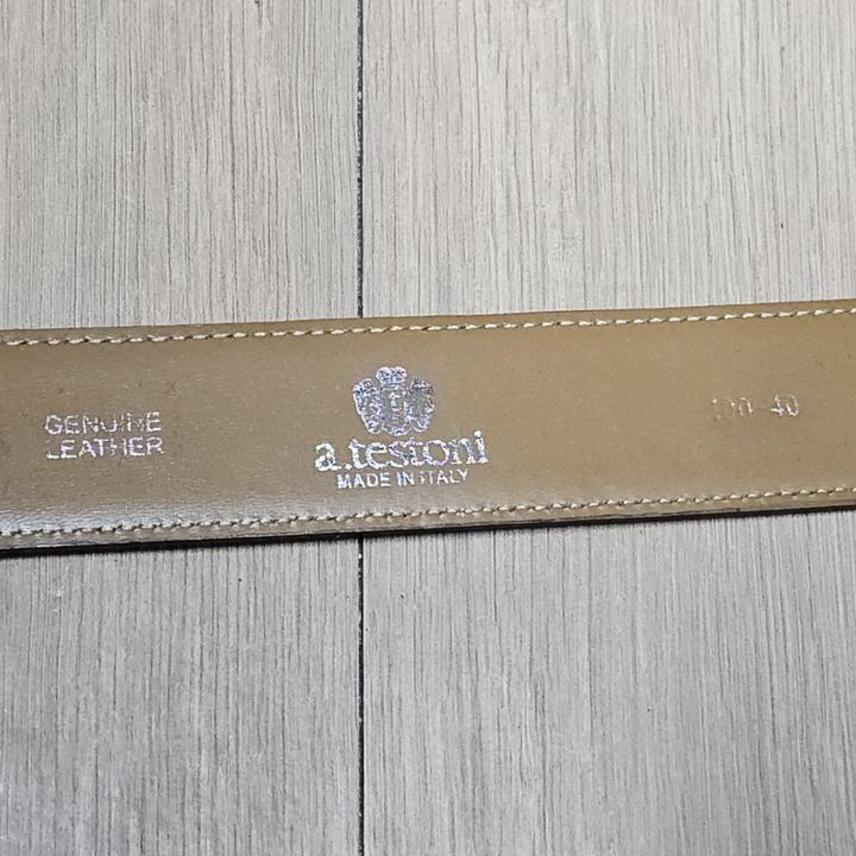 GENUINE
LEATHER
a.testoni
MADE IN ITALY
100-40